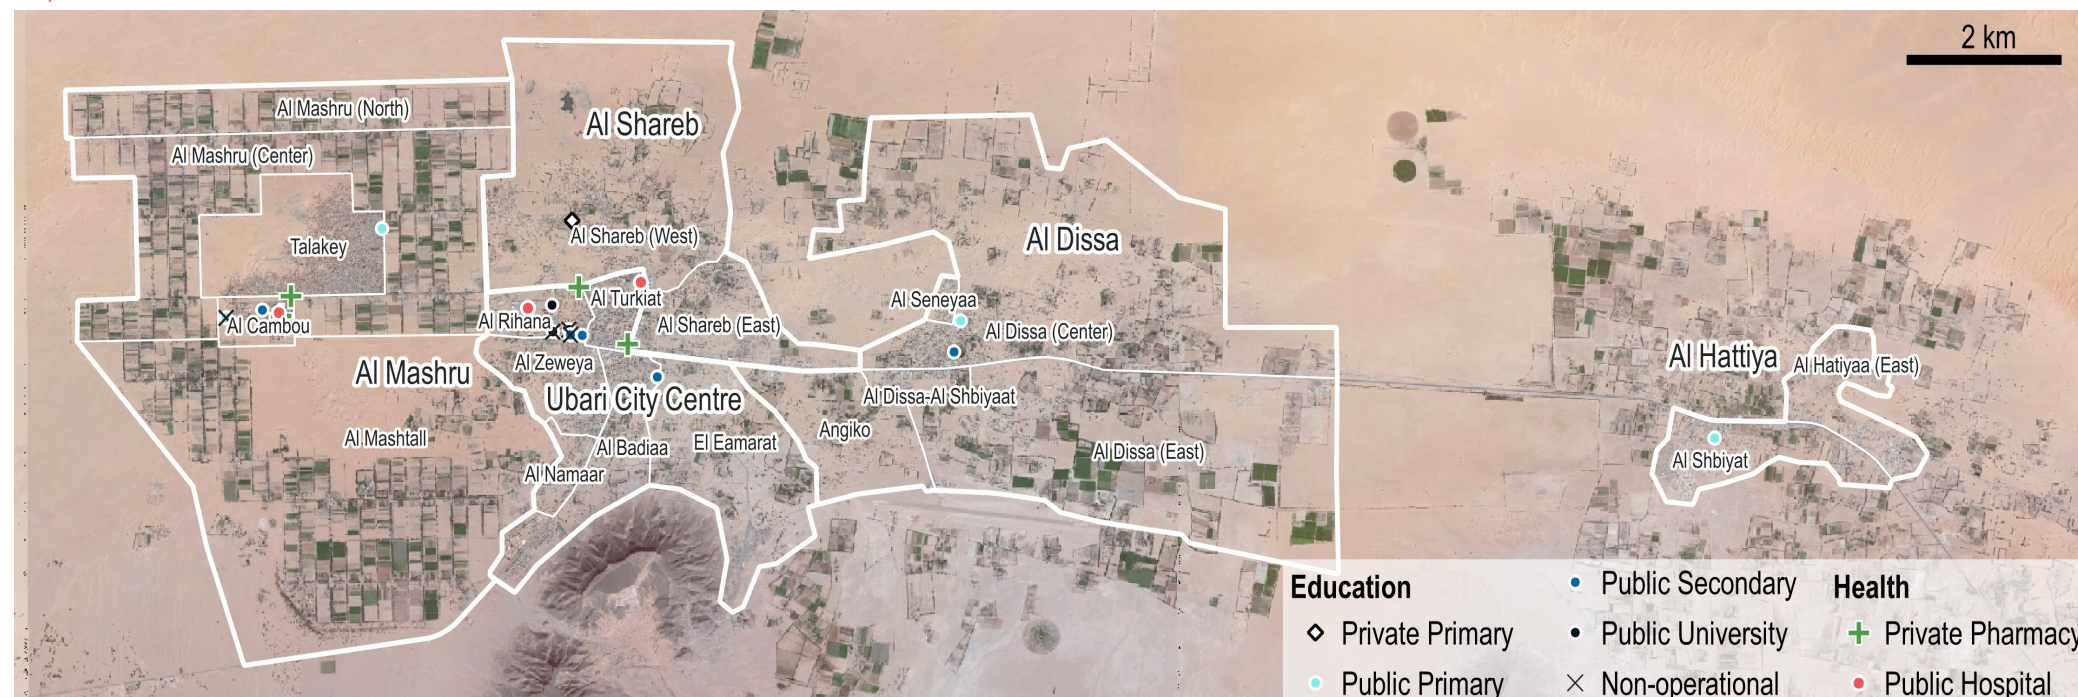 2 km
Al Mashru (North)
Al Shareb
Al Mashru (Center)
Talakey
Al Shareb (West)
Al Dissa
Al Cambou
Al Rihana
Al Turkiat
Al Shareb (East)
Al Seneyaa
Al Dissa (Center)
Al Hattiya
Al Hatiyaa (East)
Al Mashru
Al Zeweya
Ubari City Centre
Al Dissa-Al Shbiyaat
Al Mashtall
Al Badiaa
El Eamarat
Angiko
Al Dissa (East)
Al Namaar
Al Shbiyat
Education
Private Primary
Public Primary
Public Secondary
Public University
Non-operational
Health
Private Pharmacy
Public Hospital